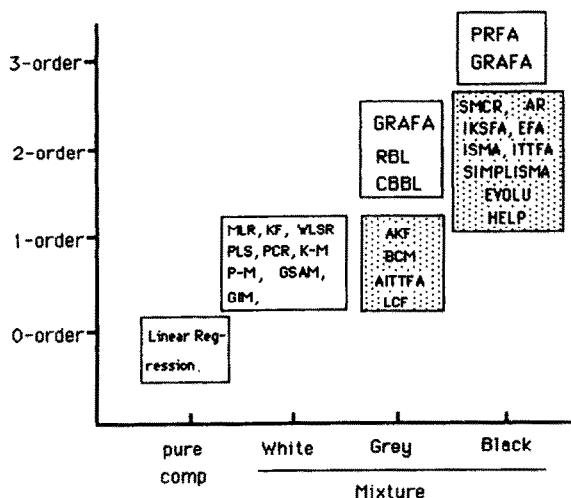 3-order
2-order
1-order
0-order
PRFA
GRAFA
SMCR, AR
IKSFA, EFA
ISMA, ITTFA
SIMPLISMA
EVOLU
HELP
GRAFA
RBL
CBBL
AKF
BCM
AITTFA
LCF
MLR, KF, WLSR
PLS, PCR, K-M
P-M, GSAM,
GIM,
Linear Reg-
ression.
pure
comp
White
Grey
Black
Mixture